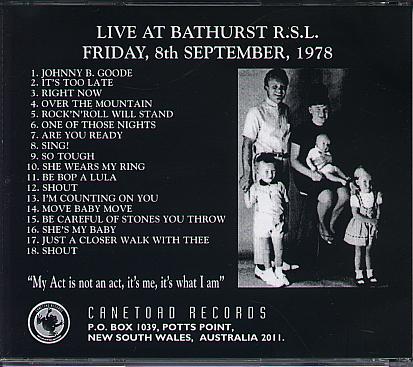 LIVE AT BATHURST R.S.L.
FRIDAY, 8th SEPTEMBER, 1978
1. JOHNNY B. GOODE
2. IT'S TOO LATE
3. RIGHT NOW
4. OVER THE MOUNTAIN
5. ROCK'N'ROLL WILL STAND
6. ONE OF THOSE NIGHTS
7. ARE YOU READY
8. SING!
9. SO TOUGH
10. SHE WEARS MY RING
11. BE BOP A LULA
12. SHOUT
13. I'M COUNTING ON YOU
14. MOVE BABY MOVE
15. BE CAREFUL OF STONES YOU THROW
16. SHE'S MY BABY
17. JUST A CLOSER WALK WITH THEE
18. SHOUT
"My Act is not an act, it's me, it's what I am"
CANETOAD RECORDS
P.O. BOX 1039, POTTS POINT,
NEW SOUTH WALES, AUSTRALIA 2011.